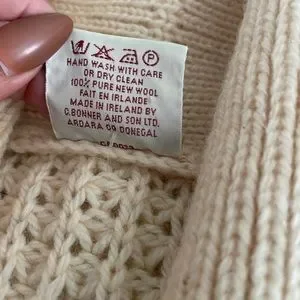 P
HAND WASH WITH CARE
OR DRY CLEAN
100% PURE NEW WOOL
FAIT EN IRLANDE
MADE IN IRELAND BY
C.BONNER AND SON LTD.
ARDARA CO DONEGAL